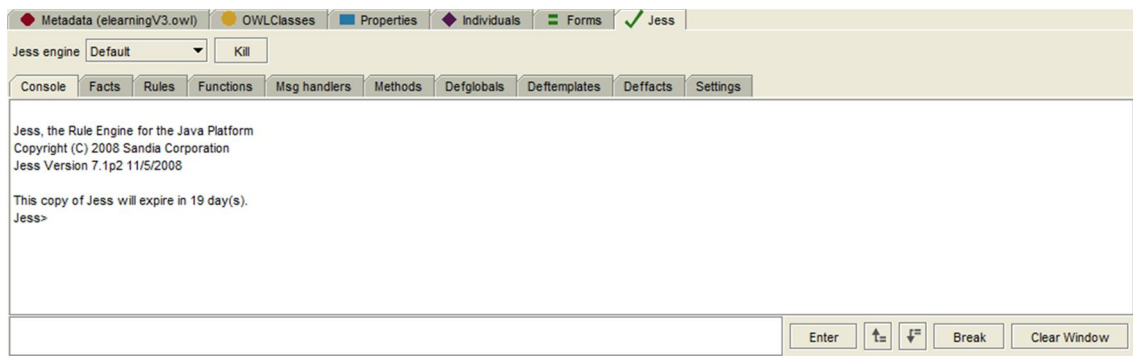 Metadata (elearningV3.owl) OWLClasses Properties Individuals Forms Jess
Jess engine Default Kill
Console Facts Rules Functions Msg handlers Methods Defglobals Deftemplates Deffacts Settings
Jess, the Rule Engine for the Java Platform
Copyright (C) 2008 Sandia Corporation
Jess Version 7.1p2 11/5/2008
This copy of Jess will expire in 19 day(s).
Jess>
Enter Break Clear Window